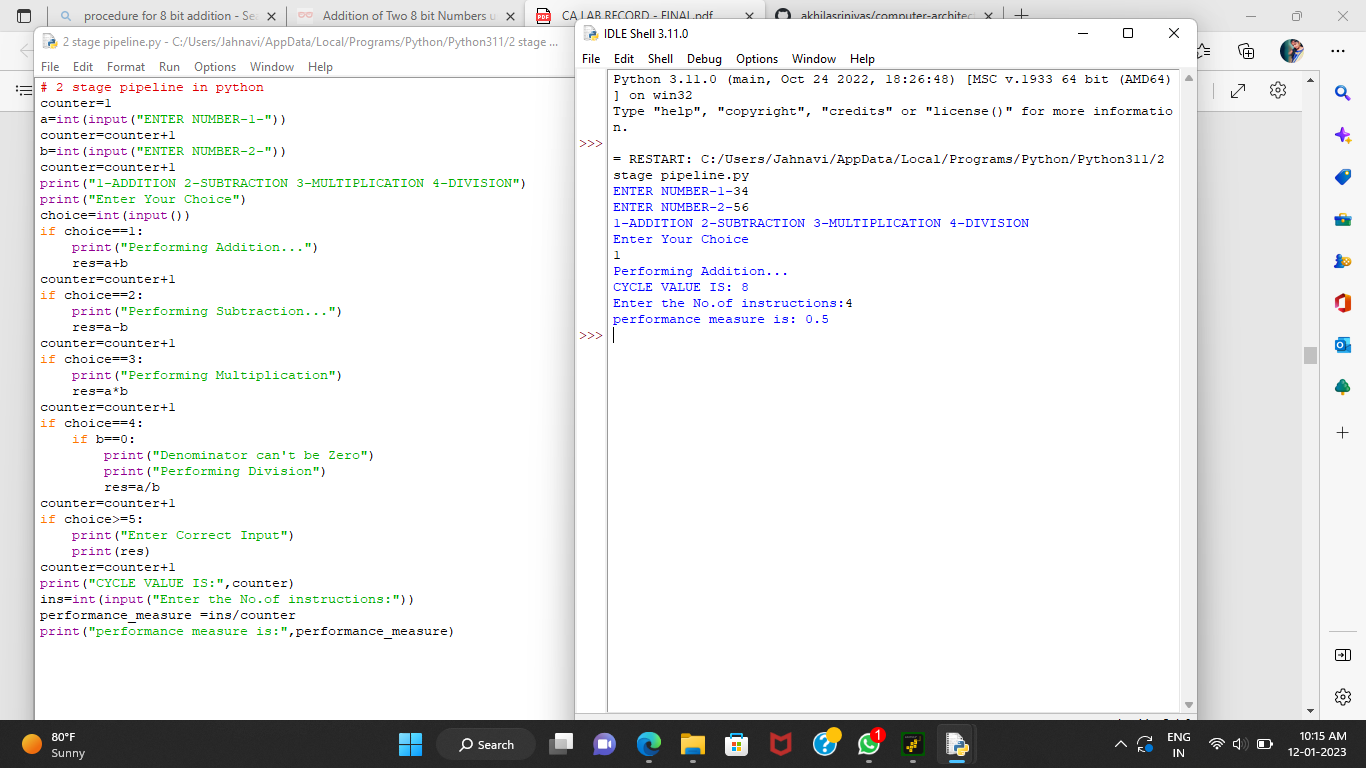 procedure for 8 bit addition - Se
Addition of Two 8 bit Numbers u
CA LAB RECORD - FINAL.pdf
akhilasrinivas/computer-architec
2 stage pipeline.py - C:/Users/Jahnavi/AppData/Local/Programs/Python/Python311/2 stage ...
File Edit Format Run Options Window Help
# 2 stage pipeline in python
counter=1
a=int(input("ENTER NUMBER-1-"))
counter=counter+1
b=int(input("ENTER NUMBER-2-"))
counter=counter+1
print("1-ADDITION 2-SUBTRACTION 3-MULTIPLICATION 4-DIVISION")
print("Enter Your Choice")
choice=int(input())
if choice==1:
    print("Performing Addition...")
    res=a+b
counter=counter+1
if choice==2:
    print("Performing Subtraction...")
    res=a-b
counter=counter+1
if choice==3:
    print("Performing Multiplication")
    res=a*b
counter=counter+1
if choice==4:
    if b==0:
        print("Denominator can't be Zero")
        print("Performing Division")
        res=a/b
counter=counter+1
if choice>=5:
    print("Enter Correct Input")
    print(res)
counter=counter+1
print("CYCLE VALUE IS:",counter)
ins=int(input("Enter the No.of instructions:"))
performance_measure =ins/counter
print("performance measure is:",performance_measure)
IDLE Shell 3.11.0
File Edit Shell Debug Options Window Help
Python 3.11.0 (main, Oct 24 2022, 18:26:48) [MSC v.1933 64 bit (AMD64)
] on win32
Type "help", "copyright", "credits" or "license()" for more informatio
n.
>>>
= RESTART: C:/Users/Jahnavi/AppData/Local/Programs/Python/Python311/2
stage pipeline.py
ENTER NUMBER-1-34
ENTER NUMBER-2-56
1-ADDITION 2-SUBTRACTION 3-MULTIPLICATION 4-DIVISION
Enter Your Choice
1
Performing Addition...
CYCLE VALUE IS: 8
Enter the No.of instructions:4
performance measure is: 0.5
>>>
80°F
Sunny
Search
1
ENG
IN
10:15 AM
12-01-2023